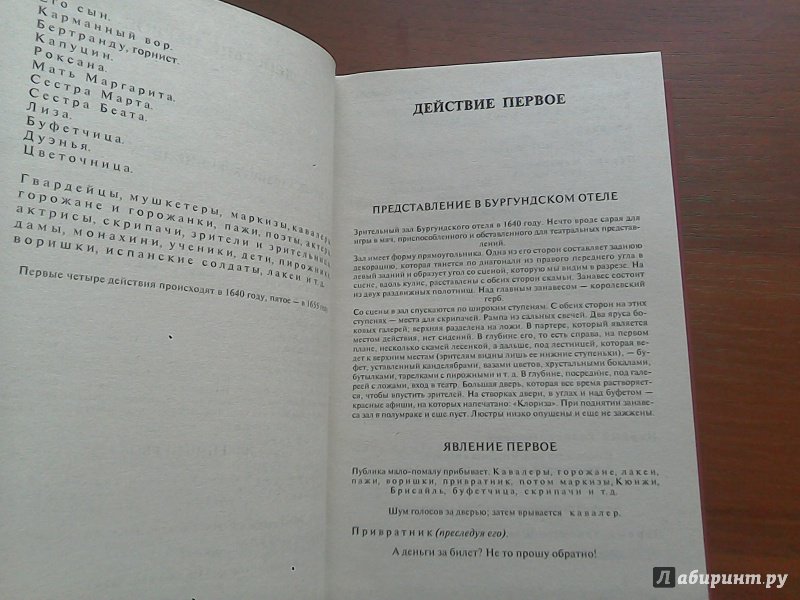 Его сын.
Карманный вор.
Бертранду, горнист.
Капуцин.
Роксана.
Мать Маргарита.
Сестра Марта.
Сестра Беата.
Лиза.
Буфетчица.
Дуэнья.
Цветочница.
Гвардейцы, мушкетеры, маркизы, кавалеры,
горожане и горожанки, пажи, поэты, актеры,
актрисы, скрипачи, зрители и зрительницы,
дамы, монахини, ученики, дети, пирожники,
воришки, испанские солдаты, лакеи и т.д.
Первые четыре действия происходят в 1640 году, пятое — в 1655 году.
ДЕЙСТВИЕ ПЕРВОЕ
ПРЕДСТАВЛЕНИЕ В БУРГУНДСКОМ ОТЕЛЕ
Зрительный зал Бургундского отеля в 1640 году. Нечто вроде сарая для
игры в мяч, приспособленного и обставленного для театральных представ-
лений.
Зал имеет форму прямоугольника. Одна из его сторон составляет заднюю
декорацию, которая тянется по диагонали из правого переднего угла в
левый задний и образует угол со сценой, которую мы видим в разрезе. На
сцене, вдоль кулис, расставлены с обеих сторон скамьи. Занавес состоит
из двух раздвижных полотнищ. Над главным занавесом — королевский
герб.
Со сцены в зал спускаются по широким ступеням. С обеих сторон на этих
ступенях — места для скрипачей. Рампа из сальных свечей. Два яруса бо-
ковых галерей; верхняя разделена на ложи. В партере, который является
местом действия, нет сидений. В глубине его, то есть справа, на первом
плане, несколько скамей лесенкой, а дальше, под лестницей, которая ве-
дет к верхним местам (зрителям видны лишь ее нижние ступеньки), — бу-
фет, уставленный канделябрами, вазами цветов, хрустальными бокалами,
бутылками, тарелками с пирожными и т. д. В глубине, посредине, под гале-
реей с ложами, вход в театр. Большая дверь, которая все время растворяет-
ся, чтобы впустить зрителей. На створках двери, в углах и над буфетом —
красные афиши, на которых напечатано: «Клориза». При поднятии занаве-
са зал в полумраке и еще пуст. Люстры низко опущены и еще не зажжены.
ЯВЛЕНИЕ ПЕРВОЕ
Публика мало-помалу прибывает. Кавалеры, горожане, лакеи,
пажи, воришки, привратник, потом маркизы, Кюижи,
Брисайль, буфетчица, скрипачи и т.д.
Шум голосов за дверью; затем врывается кавалер.
Привратник (преследуя его).
А деньги за билет? Не то прошу обратно!
Лабиринт.ру